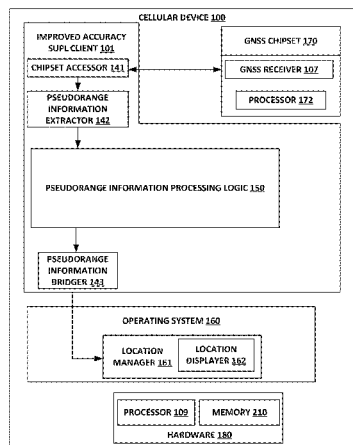 CELLULAR DEVICE 100
IMPROVED ACCURACY
SUPL CLIENT 101
CHIPSET ACCESSOR 141
PSEUDORANGE
INFORMATION
EXTRACTOR 142
GNSS CHIPSET 170
GNSS RECEIVER 107
PROCESSOR 172
PSEUDORANGE INFORMATION PROCESSING LOGIC 150
PSEUDORANGE
INFORMATION
BRIDGER 143
OPERATING SYSTEM 160
LOCATION
MANAGER 161
LOCATION
DISPLAYER 162
PROCESSOR 109
MEMORY 210
HARDWARE 180